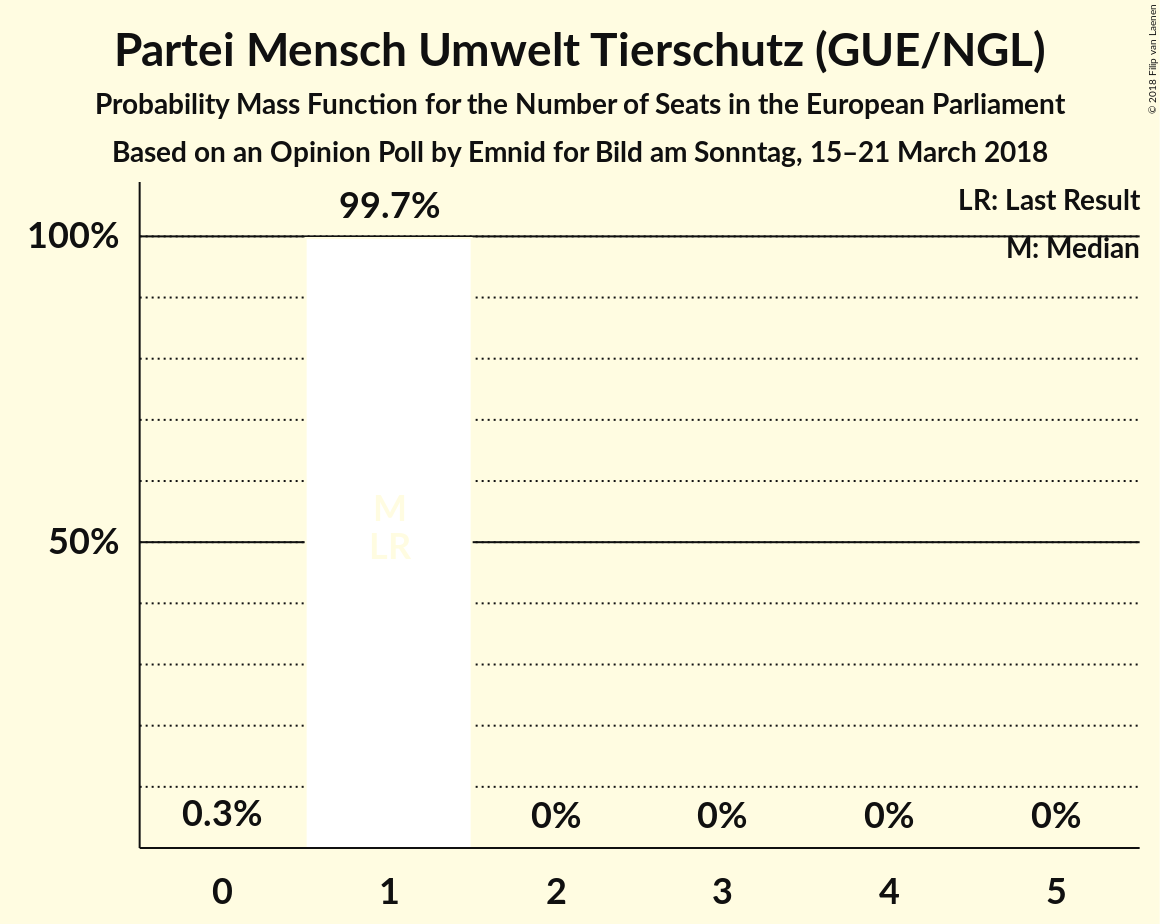 Partei Mensch Umwelt Tierschutz (GUE/NGL)
Probability Mass Function for the Number of Seats in the European Parliament
Based on an Opinion Poll by Emnid for Bild am Sonntag, 15–21 March 2018
© 2018 Filip van Laenen
LR: Last Result
M: Median
100%
50%
99.7%
M
LR
0.3%
0%
0%
0%
0%
0
1
2
3
4
5